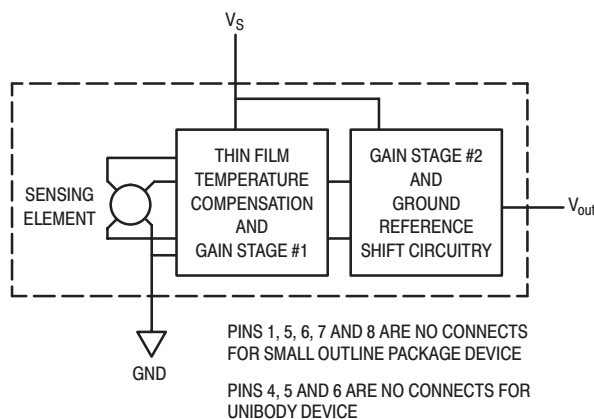 V_S
THIN FILM
TEMPERATURE
COMPENSATION
AND
GAIN STAGE #1
GAIN STAGE #2
AND
GROUND
REFERENCE
SHIFT CIRCUITRY
SENSING
ELEMENT
V_out
GND
PINS 1, 5, 6, 7 AND 8 ARE NO CONNECTS
FOR SMALL OUTLINE PACKAGE DEVICE
PINS 4, 5 AND 6 ARE NO CONNECTS FOR
UNIBODY DEVICE